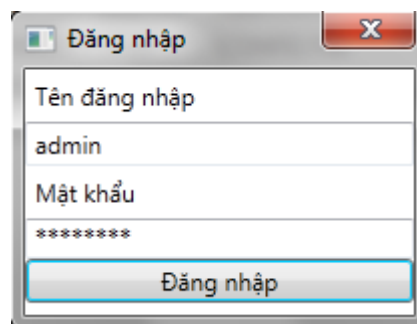 Đăng nhập
Tên đăng nhập
admin
Mật khẩu
********
Đăng nhập